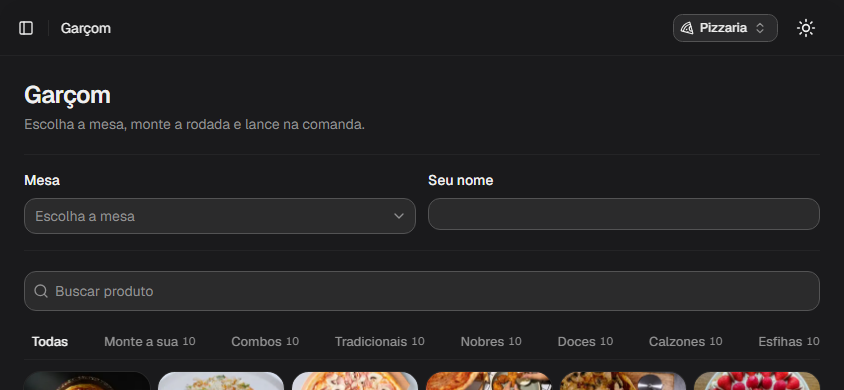 Garçom
Pizzaria
Garçom
Escolha a mesa, monte a rodada e lance na comanda.
Mesa
Seu nome
Escolha a mesa
Buscar produto
Todas Monte a sua 10 Combos 10 Tradicionais 10 Nobres 10 Doces 10 Calzones 10 Esfihas 10